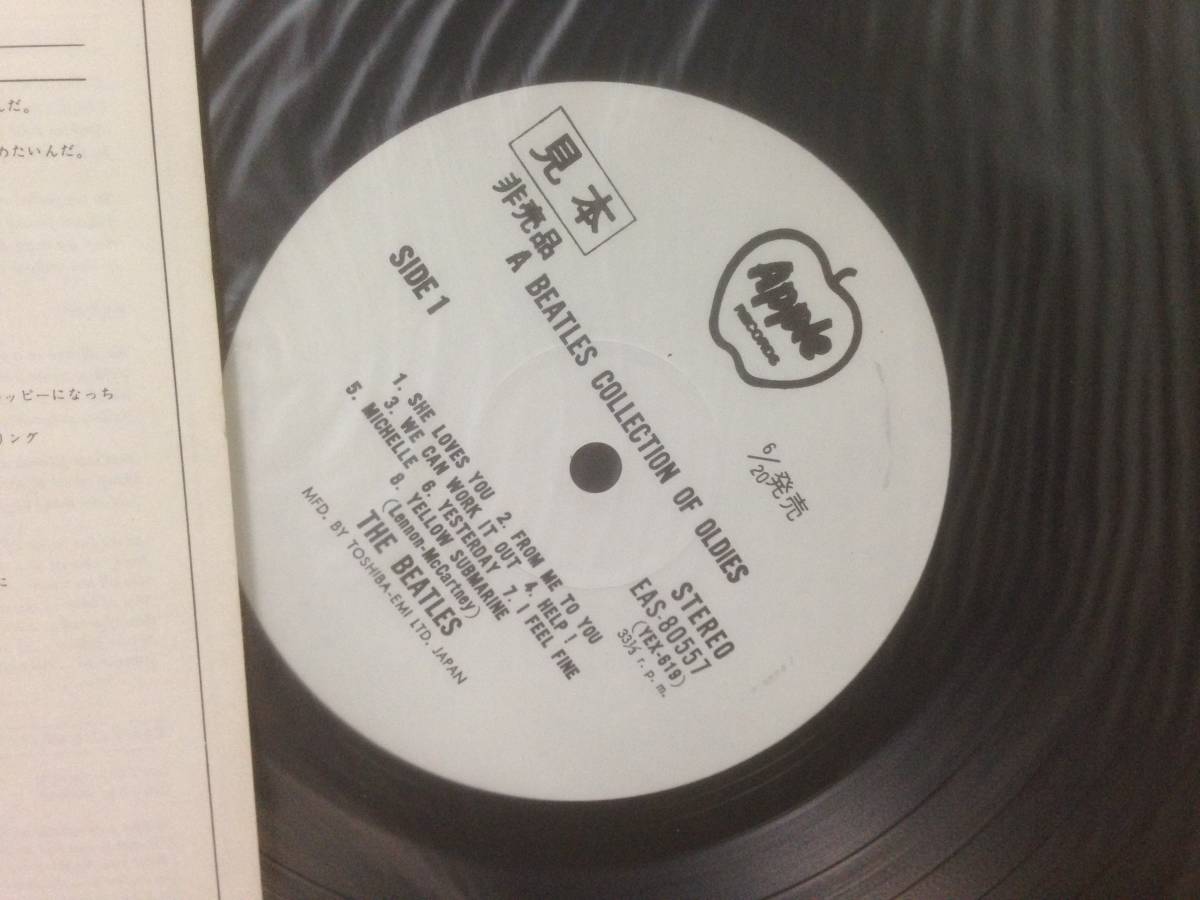 んだ。
めたいんだ。
ッピーになっち
リング
に
見本
非売品
A BEATLES COLLECTION OF OLDIES
SIDE 1
Apple
RECORDS
6/20発売
STEREO
EAS-80557
(YEX-619)
33⅓ r. p. m.
1. SHE LOVES YOU 2. FROM ME TO YOU
3. WE CAN WORK IT OUT 4. HELP !
5. MICHELLE 6. YESTERDAY 7. I FEEL FINE
8. YELLOW SUBMARINE
(Lennon-McCartney)
THE BEATLES
MFD. BY TOSHIBA-EMI LTD. JAPAN